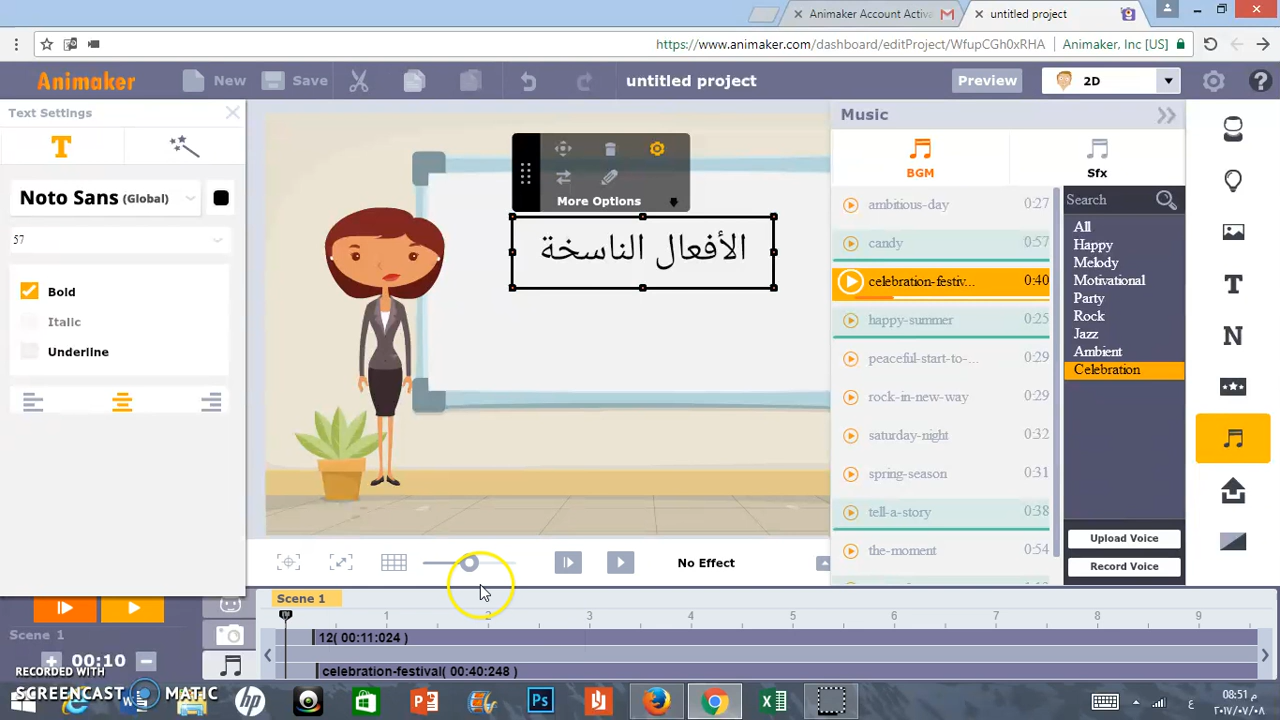 Animaker Account Activa
untitled project
https://www.animaker.com/dashboard/editProject/WfupCGh0xRHA
Animaker, Inc [US]
Animaker
New
Save
untitled project
Preview
2D
Text Settings
Noto Sans (Global)
57
Bold
Italic
Underline
More Options
الأفعال الناسخة
Music
BGM
Sfx
ambitious-day 0:27
candy 0:57
celebration-festiv... 0:40
happy-summer 0:25
peaceful-start-to-... 0:29
rock-in-new-way 0:29
saturday-night 0:32
spring-season 0:31
tell-a-story 0:38
the-moment 0:54
Search
All
Happy
Melody
Motivational
Party
Rock
Jazz
Ambient
Celebration
Upload Voice
Record Voice
No Effect
Scene 1
1 2 3 4 5 6 7 8 9
12( 00:11:024 )
celebration-festival( 00:40:248 )
Scene 1
00:10
RECORDED WITH
SCREENCAST MATIC
08:51 م
٢٠١٧/٠٧/٠٨